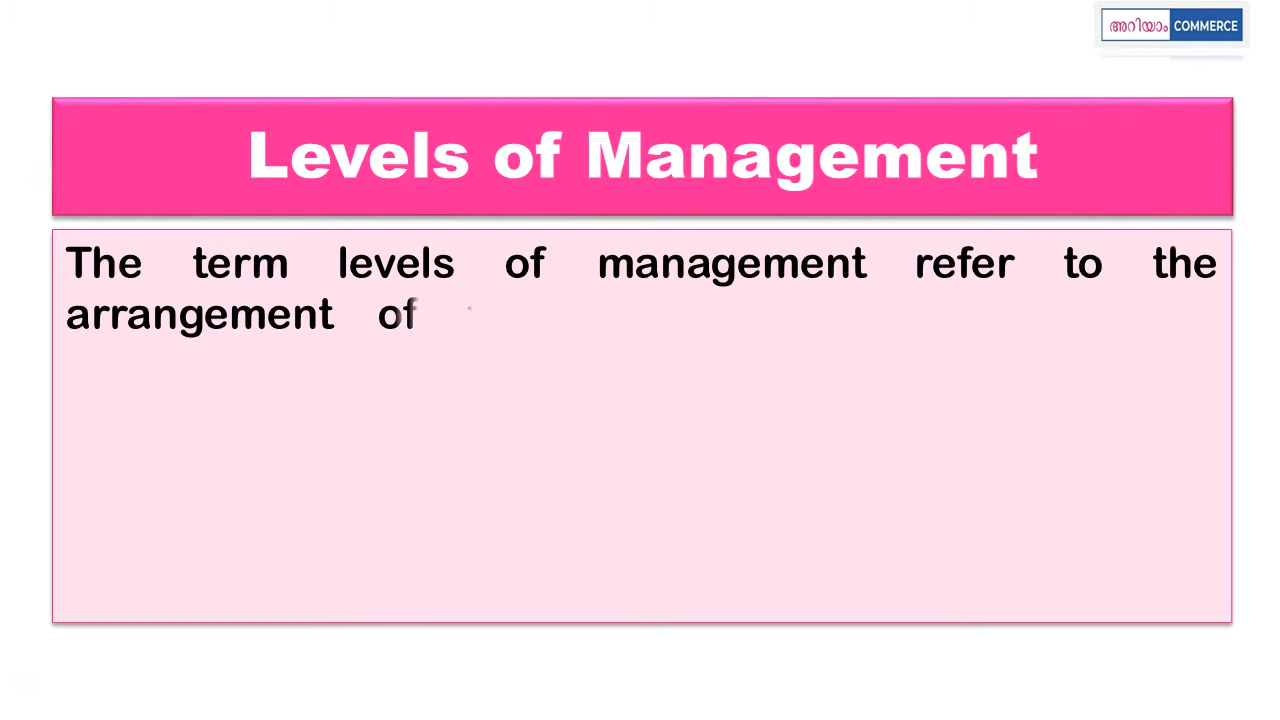 അറിയാം COMMERCE
Levels of Management
The term levels of management refer to the
arrangement of